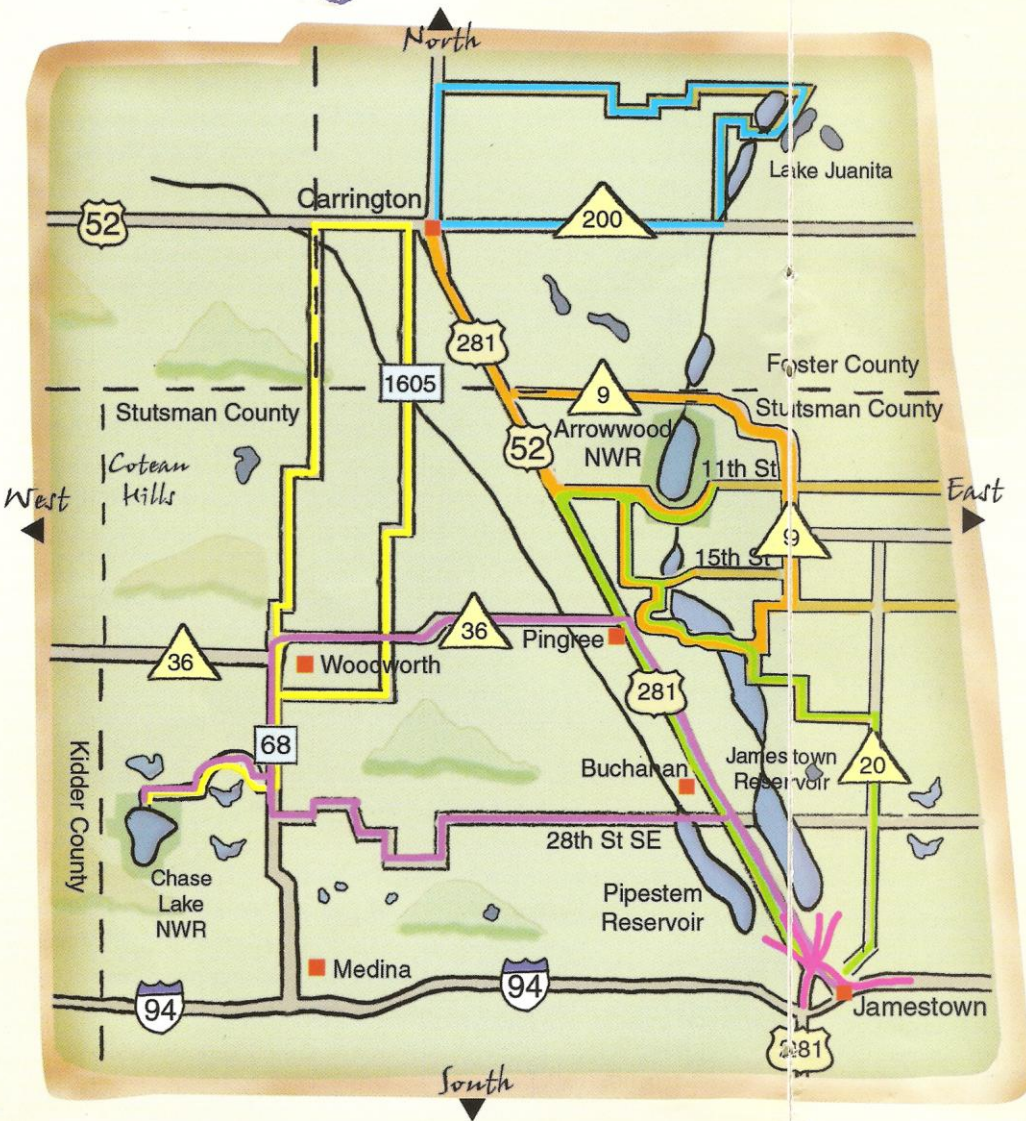 North
Lake Juanita
Carrington
52
200
281
Foster County
1605
9
Stutsman County
Stutsman County
52
Arrowwood
NWR
Coteau
Hills
11th St
West
East
9
15th St
36
Pingree
36
Woodworth
281
68
Kidder County
Buchanan
Jamestown
Reservoir
20
28th St SE
Chase
Lake
NWR
Pipestem
Reservoir
Medina
94
94
Jamestown
281
South